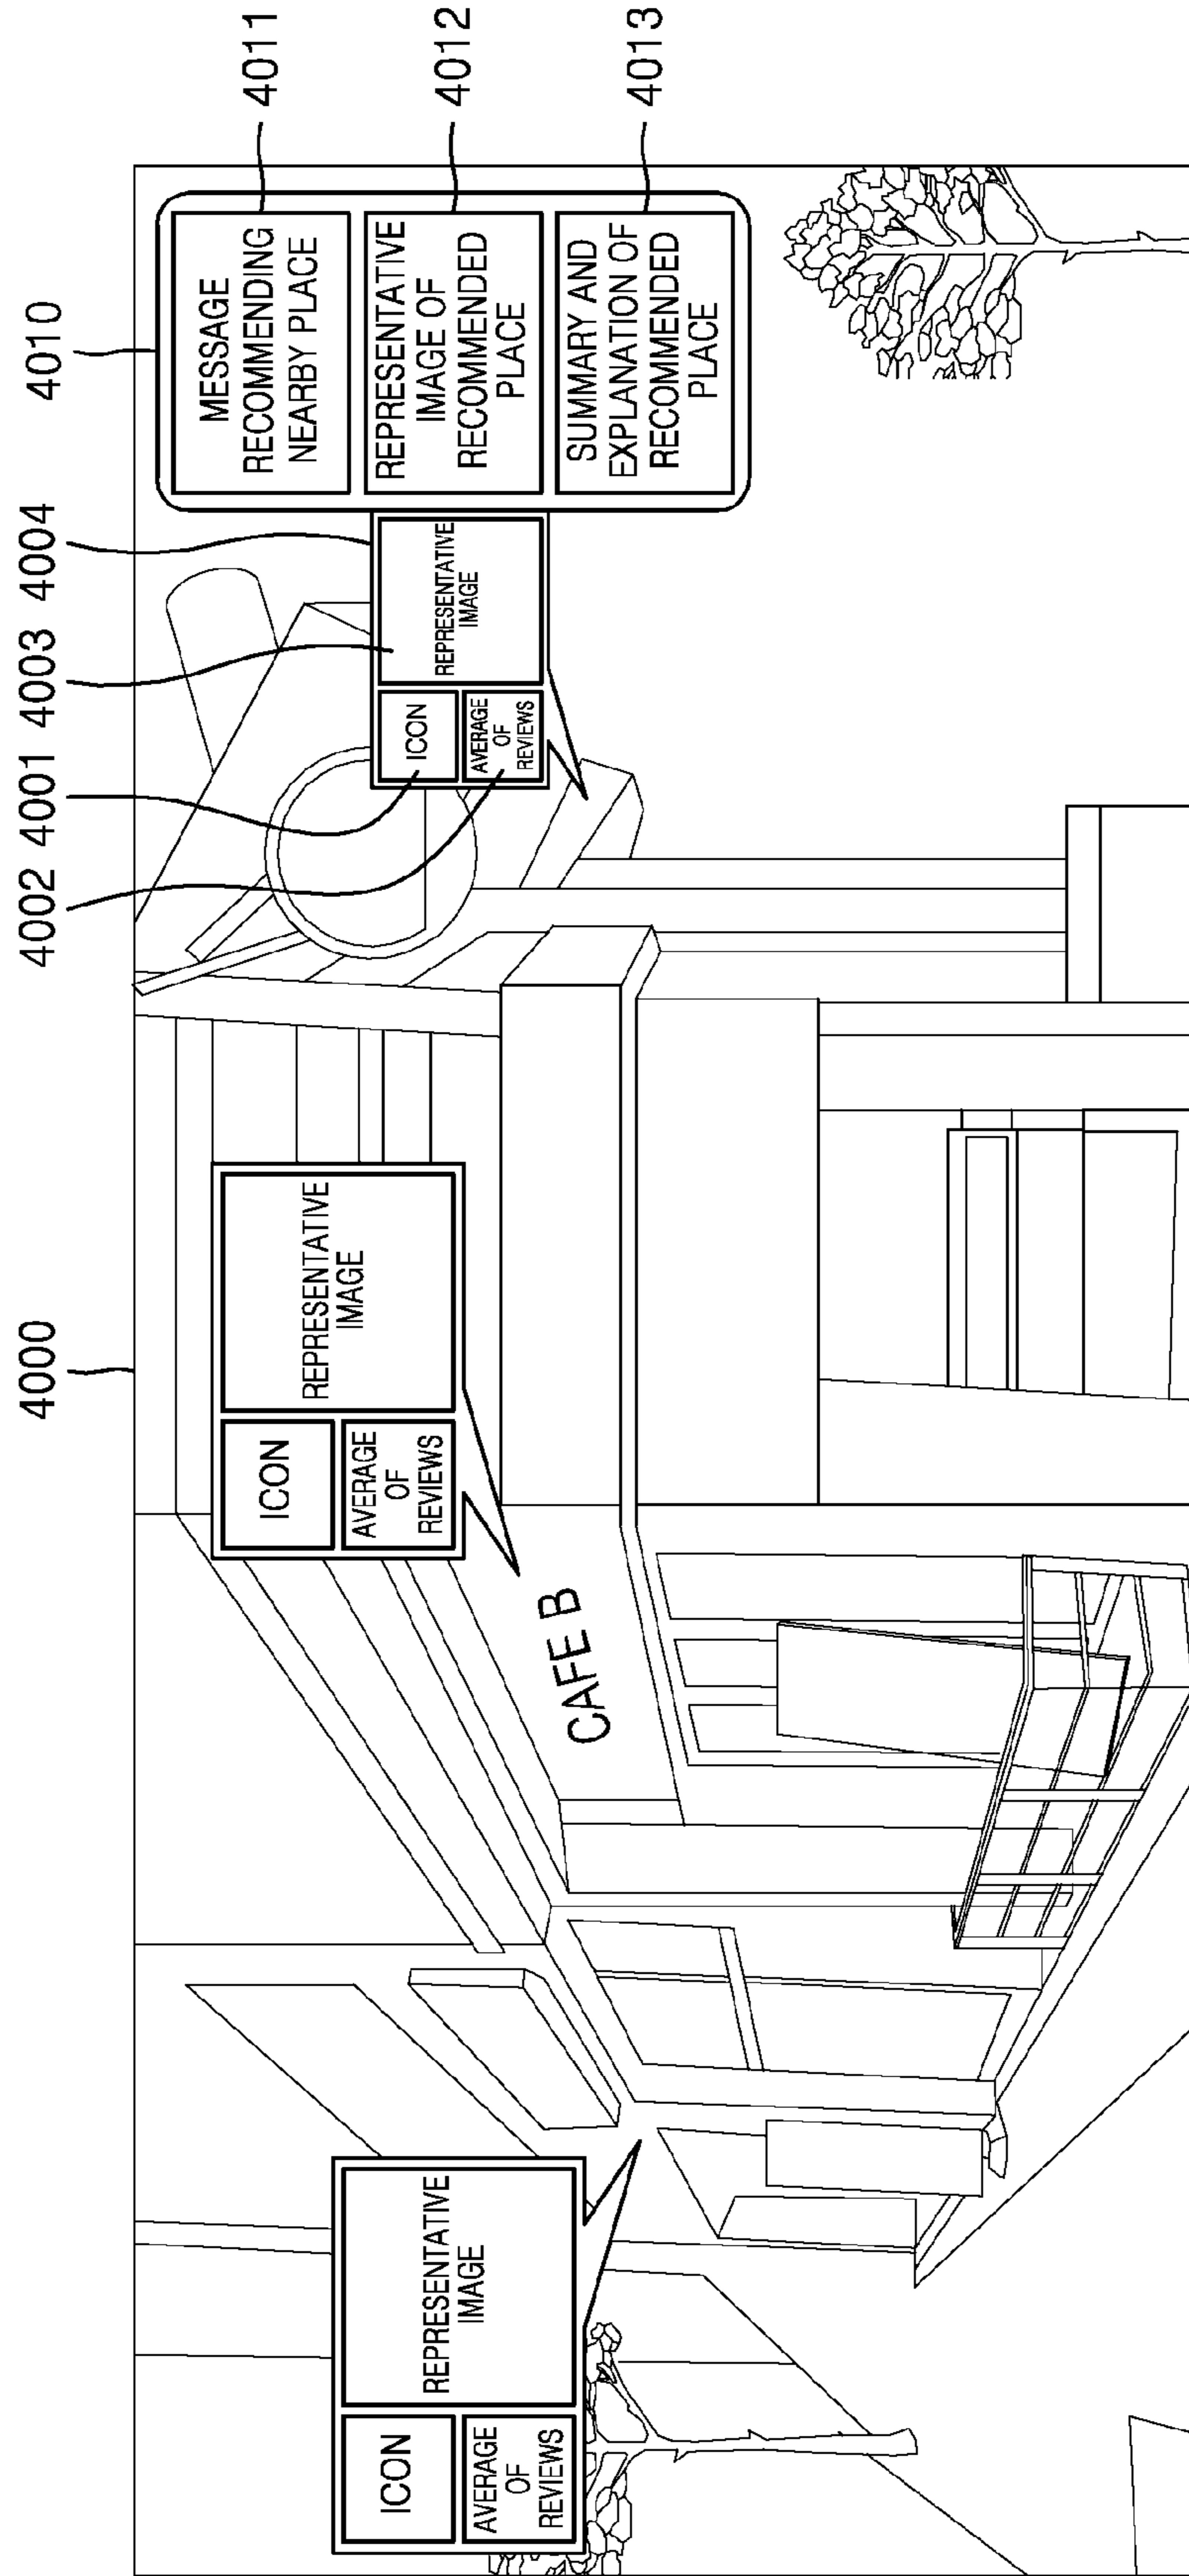 4000
4002
4001
4003
4004
4010
ICON
AVERAGE
OF
REVIEWS
REPRESENTATIVE
IMAGE
ICON
AVERAGE
OF
REVIEWS
REPRESENTATIVE
IMAGE
CAFE B
ICON
AVERAGE
OF
REVIEWS
REPRESENTATIVE
IMAGE
MESSAGE
RECOMMENDING
NEARBY PLACE
4011
REPRESENTATIVE
IMAGE OF
RECOMMENDED
PLACE
4012
SUMMARY AND
EXPLANATION OF
RECOMMENDED
PLACE
4013